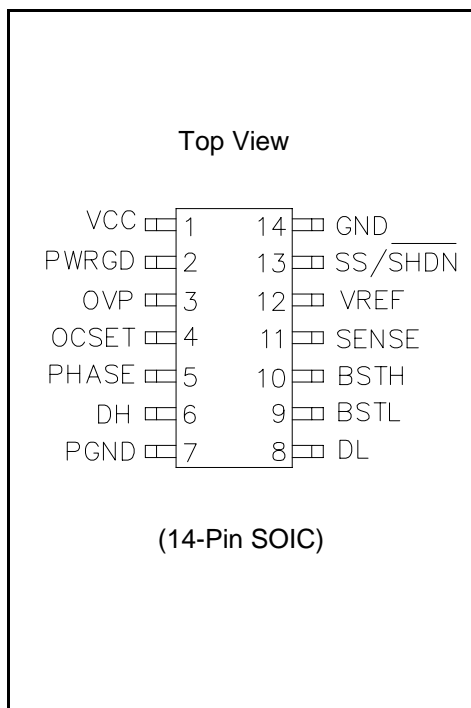 Top View
VCC 1 14 GND
PWRGD 2 13 SS/SHDN
OVP 3 12 VREF
OCSET 4 11 SENSE
PHASE 5 10 BSTH
DH 6 9 BSTL
PGND 7 8 DL
(14-Pin SOIC)